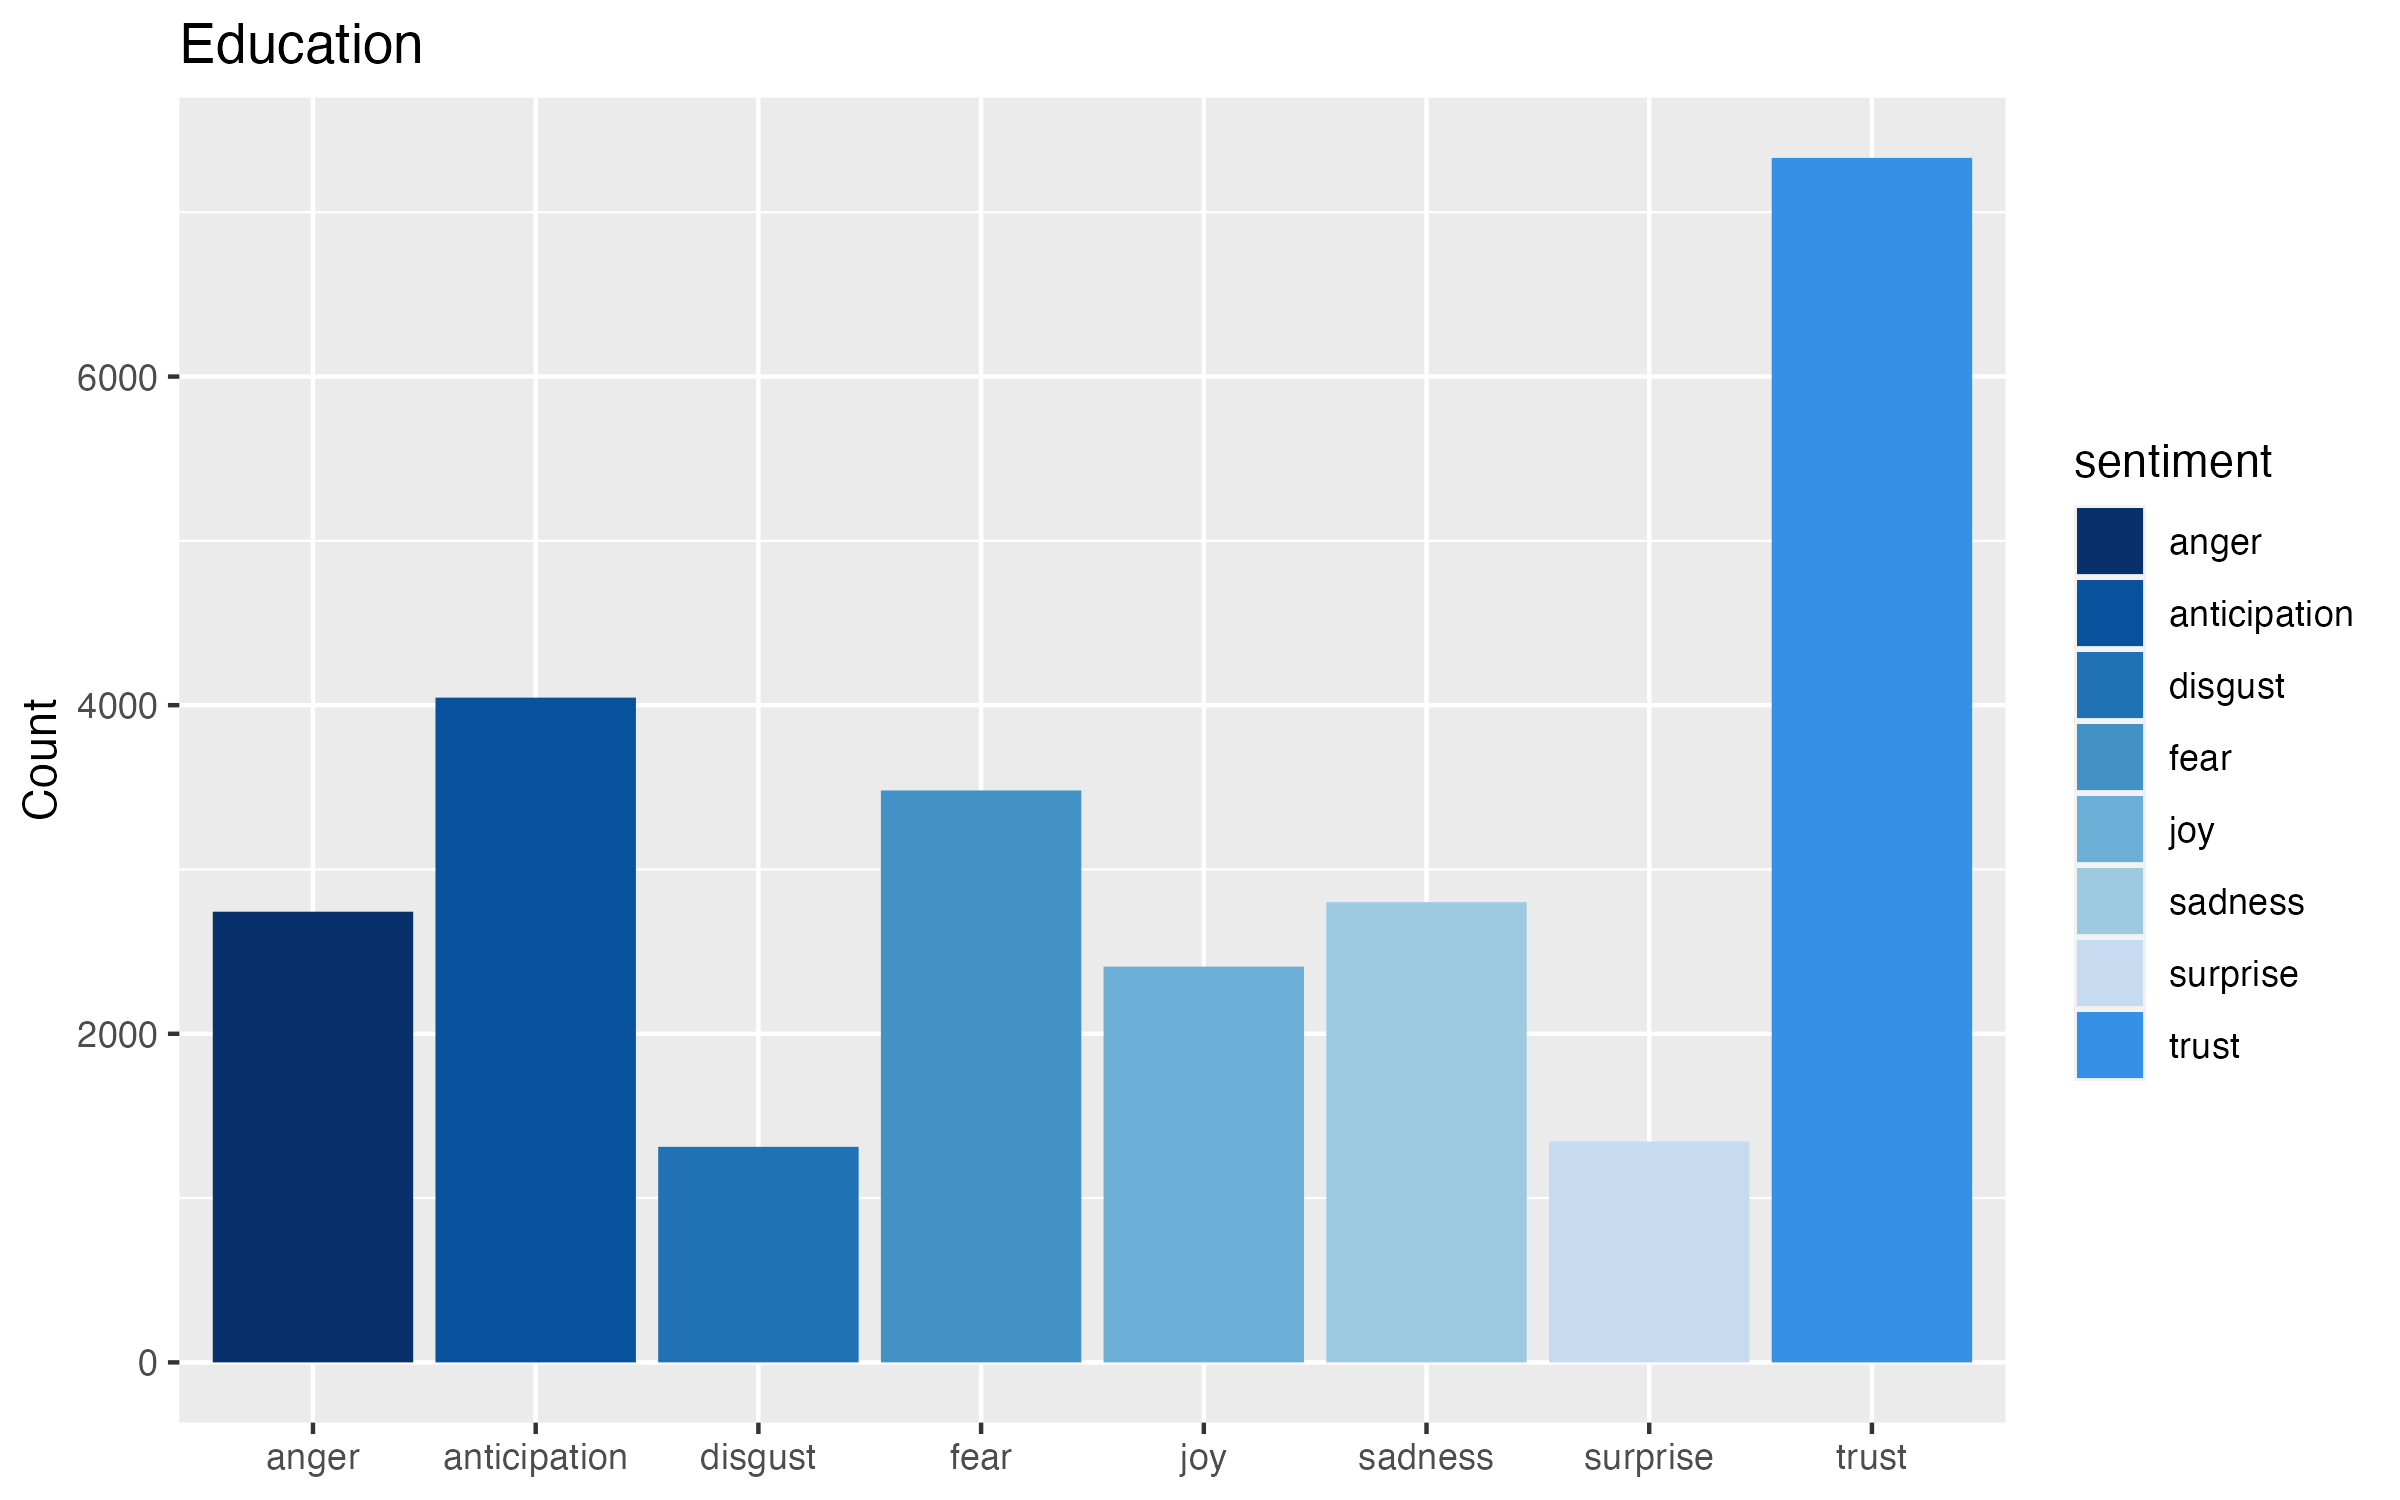 Education
Count
6000
4000
2000
0
anger
anticipation
disgust
fear
joy
sadness
surprise
trust
sentiment
anger
anticipation
disgust
fear
joy
sadness
surprise
trust